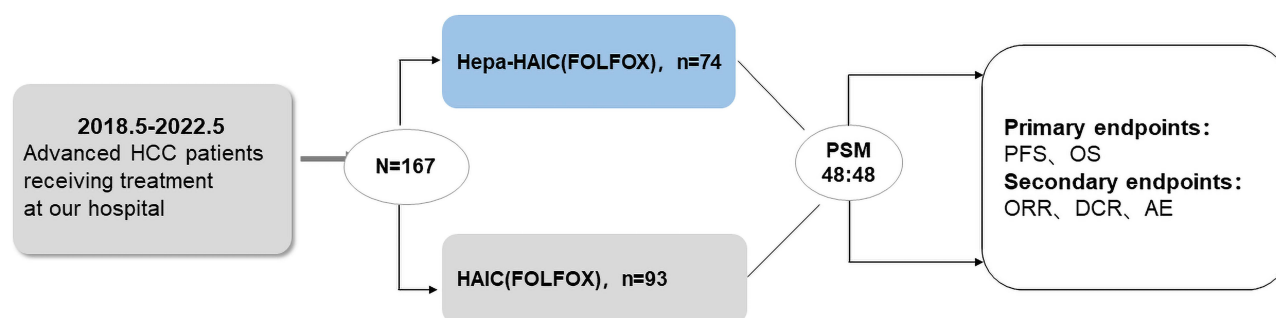 2018.5-2022.5
Advanced HCC patients
receiving treatment
at our hospital
N=167
Hepa-HAIC(FOLFOX)，n=74
HAIC(FOLFOX)，n=93
PSM
48:48
Primary endpoints：
PFS、OS
Secondary endpoints：
ORR、DCR、AE